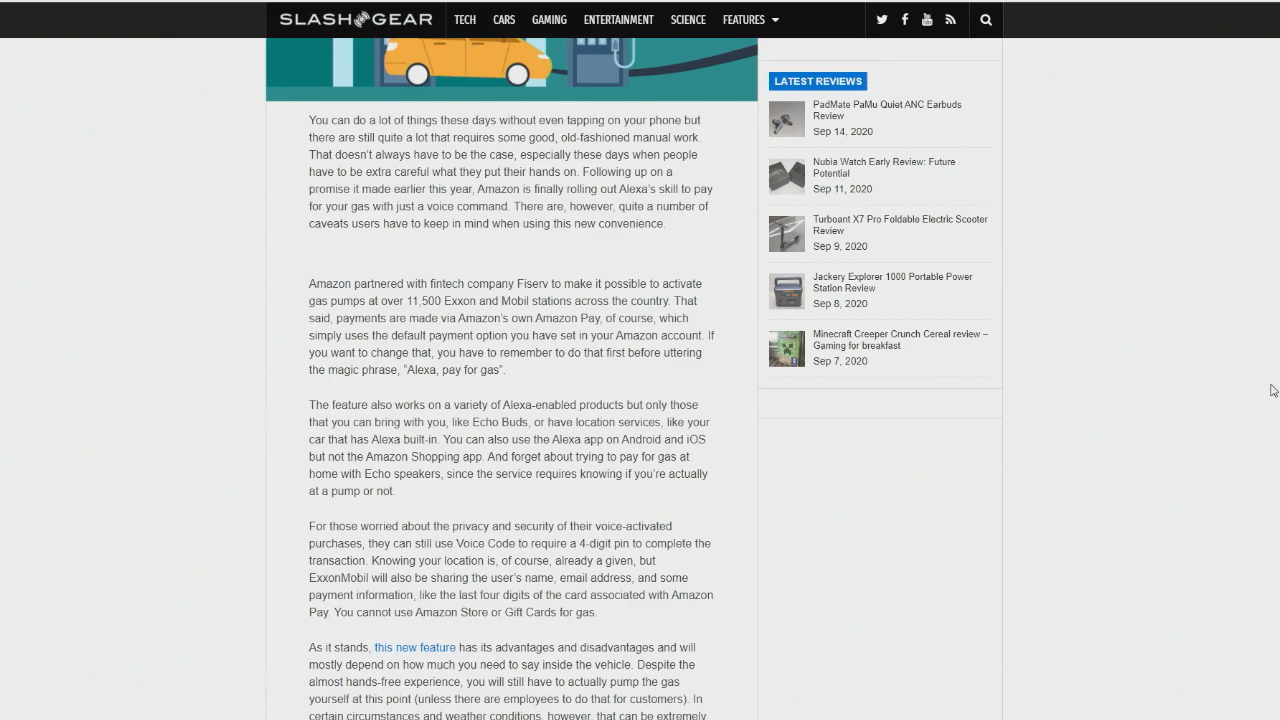 SLASHGEAR TECH CARS GAMING ENTERTAINMENT SCIENCE FEATURES
You can do a lot of things these days without even tapping on your phone but
there are still quite a lot that requires some good, old-fashioned manual work.
That doesn't always have to be the case, especially these days when people
have to be extra careful what they put their hands on. Following up on a
promise it made earlier this year, Amazon is finally rolling out Alexa's skill to pay
for your gas with just a voice command. There are, however, quite a number of
caveats users have to keep in mind when using this new convenience.
Amazon partnered with fintech company Fiserv to make it possible to activate
gas pumps at over 11,500 Exxon and Mobil stations across the country. That
said, payments are made via Amazon's own Amazon Pay, of course, which
simply uses the default payment option you have set in your Amazon account. If
you want to change that, you have to remember to do that first before uttering
the magic phrase, "Alexa, pay for gas".
The feature also works on a variety of Alexa-enabled products but only those
that you can bring with you, like Echo Buds, or have location services, like your
car that has Alexa built-in. You can also use the Alexa app on Android and iOS
but not the Amazon Shopping app. And forget about trying to pay for gas at
home with Echo speakers, since the service requires knowing if you're actually
at a pump or not.
For those worried about the privacy and security of their voice-activated
purchases, they can still use Voice Code to require a 4-digit pin to complete the
transaction. Knowing your location is, of course, already a given, but
ExxonMobil will also be sharing the user's name, email address, and some
payment information, like the last four digits of the card associated with Amazon
Pay. You cannot use Amazon Store or Gift Cards for gas.
As it stands, this new feature has its advantages and disadvantages and will
mostly depend on how much you need to say inside the vehicle. Despite the
almost hands-free experience, you will still have to actually pump the gas
yourself at this point (unless there are employees to do that for customers). In
certain circumstances and weather conditions, however, that can be extremely
LATEST REVIEWS
PadMate PaMu Quiet ANC Earbuds
Review
Sep 14, 2020
Nubia Watch Early Review: Future
Potential
Sep 11, 2020
Turboant X7 Pro Foldable Electric Scooter
Review
Sep 9, 2020
Jackery Explorer 1000 Portable Power
Station Review
Sep 8, 2020
Minecraft Creeper Crunch Cereal review –
Gaming for breakfast
Sep 7, 2020